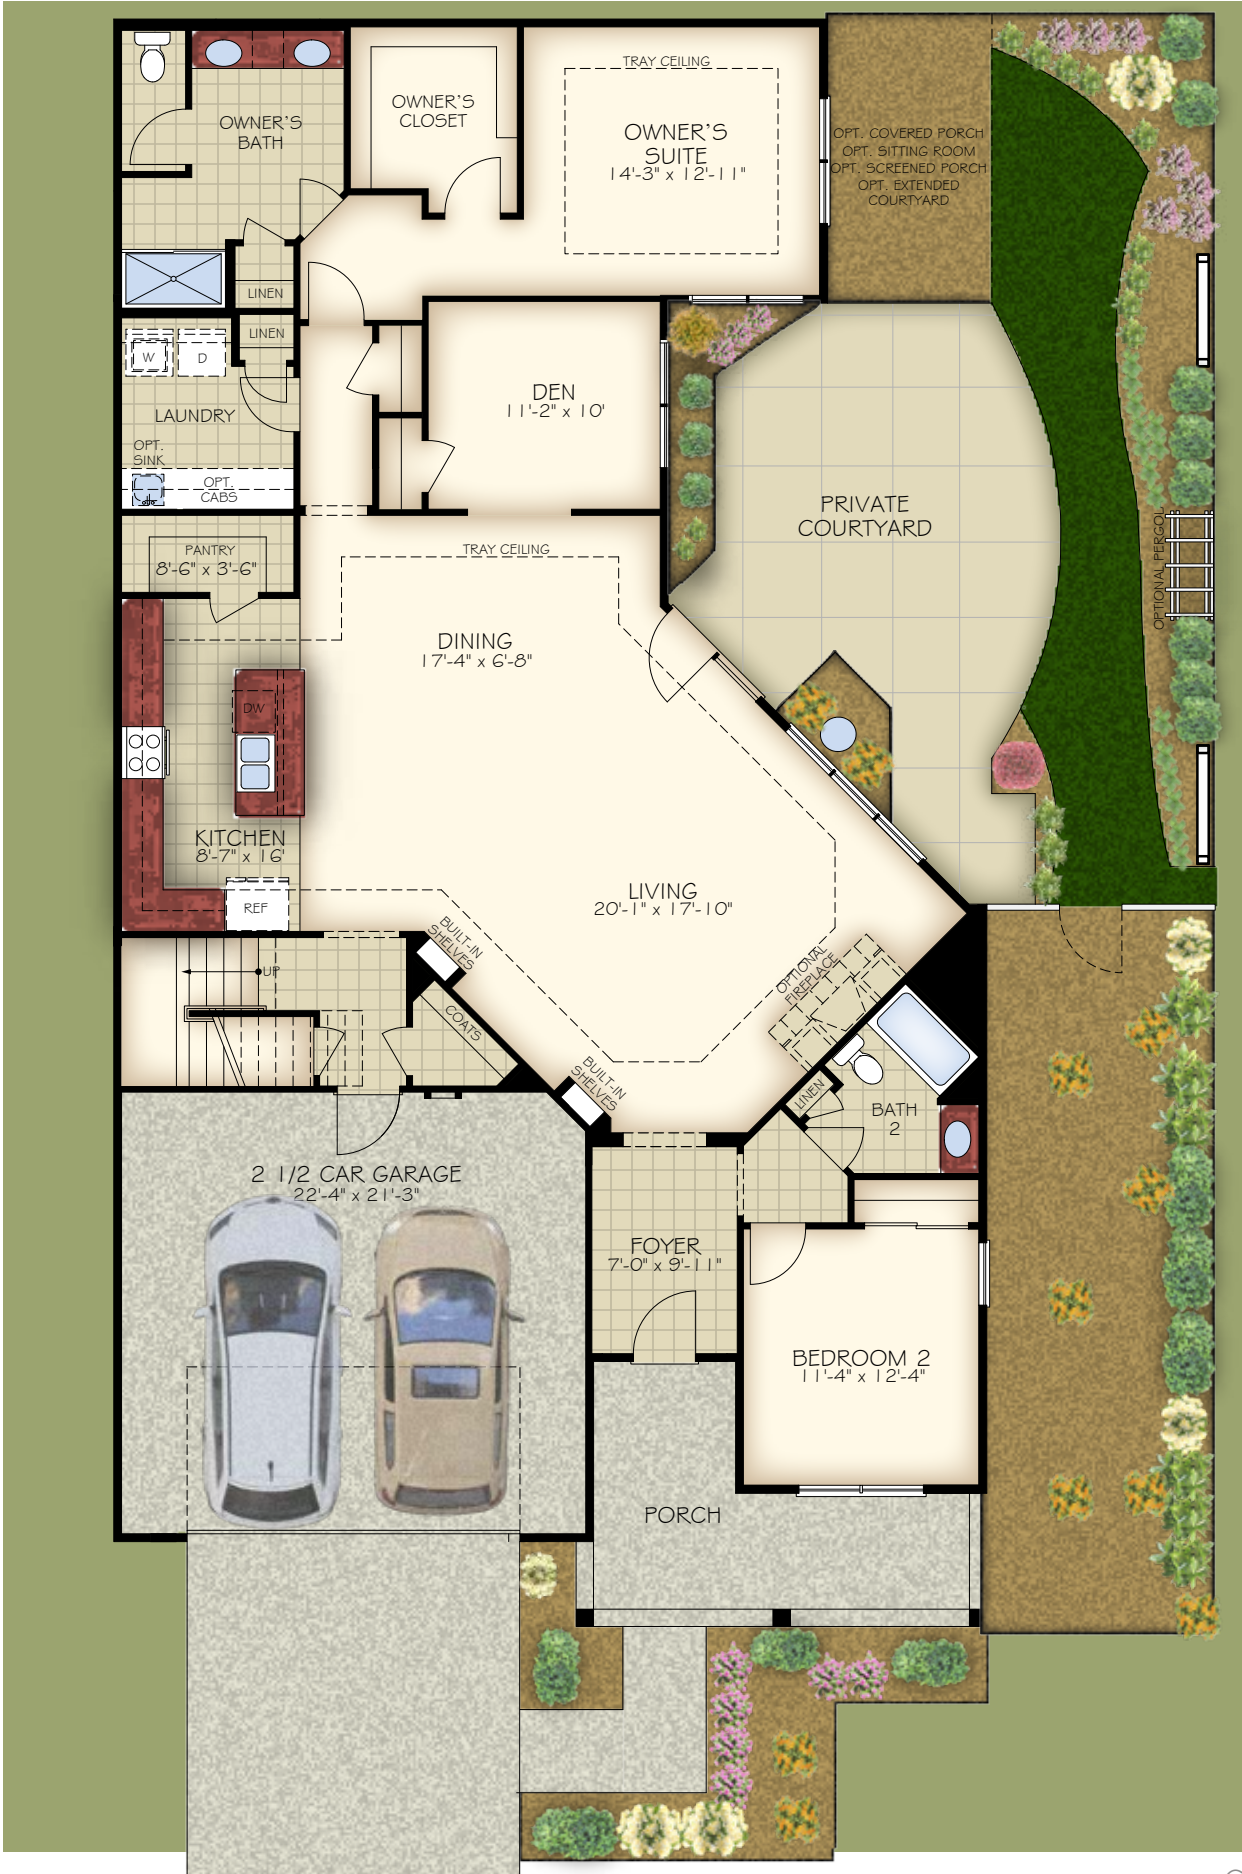 TRAY CEILING
OWNER'S
CLOSET
OWNER'S
BATH
OWNER'S
SUITE
14'-3" x 12'-11"
OPT. COVERED PORCH
OPT. SITTING ROOM
OPT. SCREENED PORCH
OPT. EXTENDED
COURTYARD
LINEN
LINEN
W
D
DEN
11'-2" x 10'
LAUNDRY
OPT.
SINK
OPT.
CABS
PRIVATE
COURTYARD
OPTIONAL PERGOL
PANTRY
8'-6" x 3'-6"
TRAY CEILING
DINING
17'-4" x 6'-8"
DW
KITCHEN
8'-7" x 16'
REF
LIVING
20'-1" x 17'-10"
BUILT-IN
SHELVES
OPTIONAL
FIREPLACE
UP
COATS
BUILT-IN
SHELVES
LINEN
BATH
2
2 1/2 CAR GARAGE
22'-4" x 21'-3"
FOYER
7'-0" x 9'-11"
BEDROOM 2
11'-4" x 12'-4"
PORCH